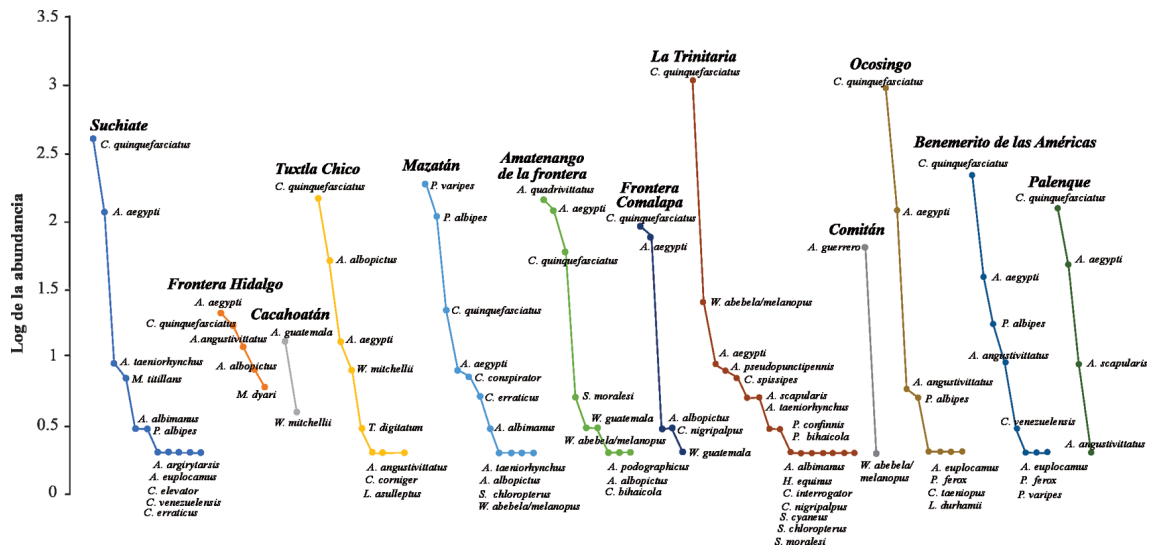 Log de la abundancia
3.5
3
2.5
2
1.5
1
0.5
0
Suchiate
C. quinquefasciatus
A. aegypti
A. taeniorhynchus
M. titillans
A. albimanus
P. albipes
A. argirytarsis
A. euplocamus
C. elevator
C. venezuelensis
C. erraticus
Frontera Hidalgo
A. aegypti
C. quinquefasciatus
A. angustivittatus
A. albopictus
M. dyari
Cacahoatán
A. guatemala
W. mitchellii
Tuxtla Chico
C. quinquefasciatus
A. albopictus
A. aegypti
W. mitchellii
T. digitatum
A. angustivittatus
C. corniger
L. asulleptus
Mazatán
P. varipes
P. albipes
C. quinquefasciatus
A. aegypti
C. conspirator
C. erraticus
A. albimanus
A. taeniorhynchus
A. albopictus
S. chloropterus
W. abebela/melanopus
Amatenango
de la frontera
A. quadrivittatus
A. aegypti
C. quinquefasciatus
S. moralesi
W. guatemala
W. abebela/melanopus
A. podographicus
A. albopictus
C. bihaicola
Frontera
Comalapa
C. quinquefasciatus
A. aegypti
A. albopictus
C. nigripalpus
W. guatemala
La Trinitaria
C. quinquefasciatus
W. abebela/melanopus
A. aegypti
A. pseudopunctipennis
C. spissipes
A. scapularis
A. taeniorhynchus
P. confinnis
P. bihaicola
A. albimanus
H. equinus
C. interrogator
C. nigripalpus
S. cyaneus
S. chloropterus
S. moralesi
Comitán
A. guerrero
W. abebela/
melanopus
Ocosingo
C. quinquefasciatus
A. aegypti
A. angustivittatus
P. albipes
A. euplocamus
P. ferox
C. taeniopus
L. durhamii
Benemerito de las Américas
C. quinquefasciatus
A. aegypti
P. albipes
A. angustivittatus
C. venezuelensis
A. euplocamus
P. ferox
P. varipes
Palenque
C. quinquefasciatus
A. aegypti
A. scapularis
A. angustivittatus